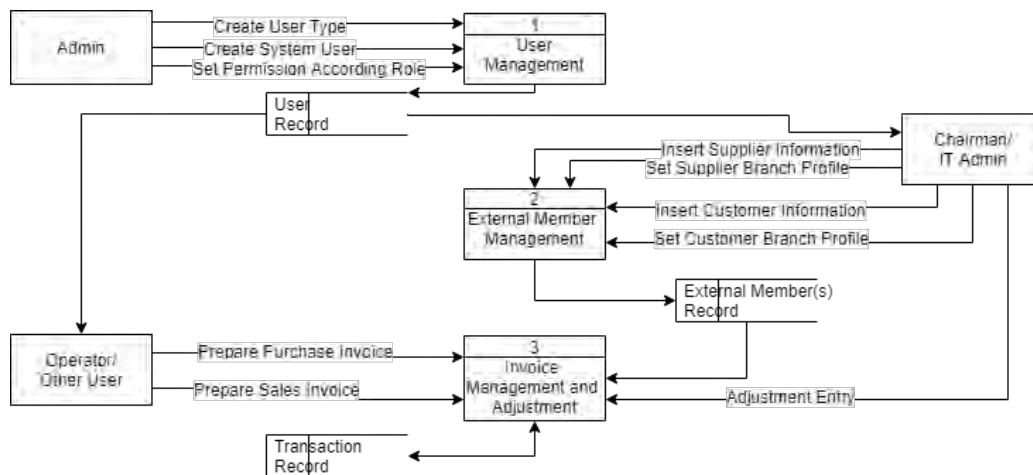 Admin
Create User Type
Create System User
Set Permission According Role
1
User
Management
User
Record
Chairman/
IT Admin
Insert Supplier Information
Set Supplier Branch Profile
2
External Member
Management
Insert Customer Information
Set Customer Branch Profile
External Member(s)
Record
Operator/
Other User
Prepare Purchase Invoice
Prepare Sales Invoice
3
Invoice
Management and
Adjustment
Adjustment Entry
Transaction
Record